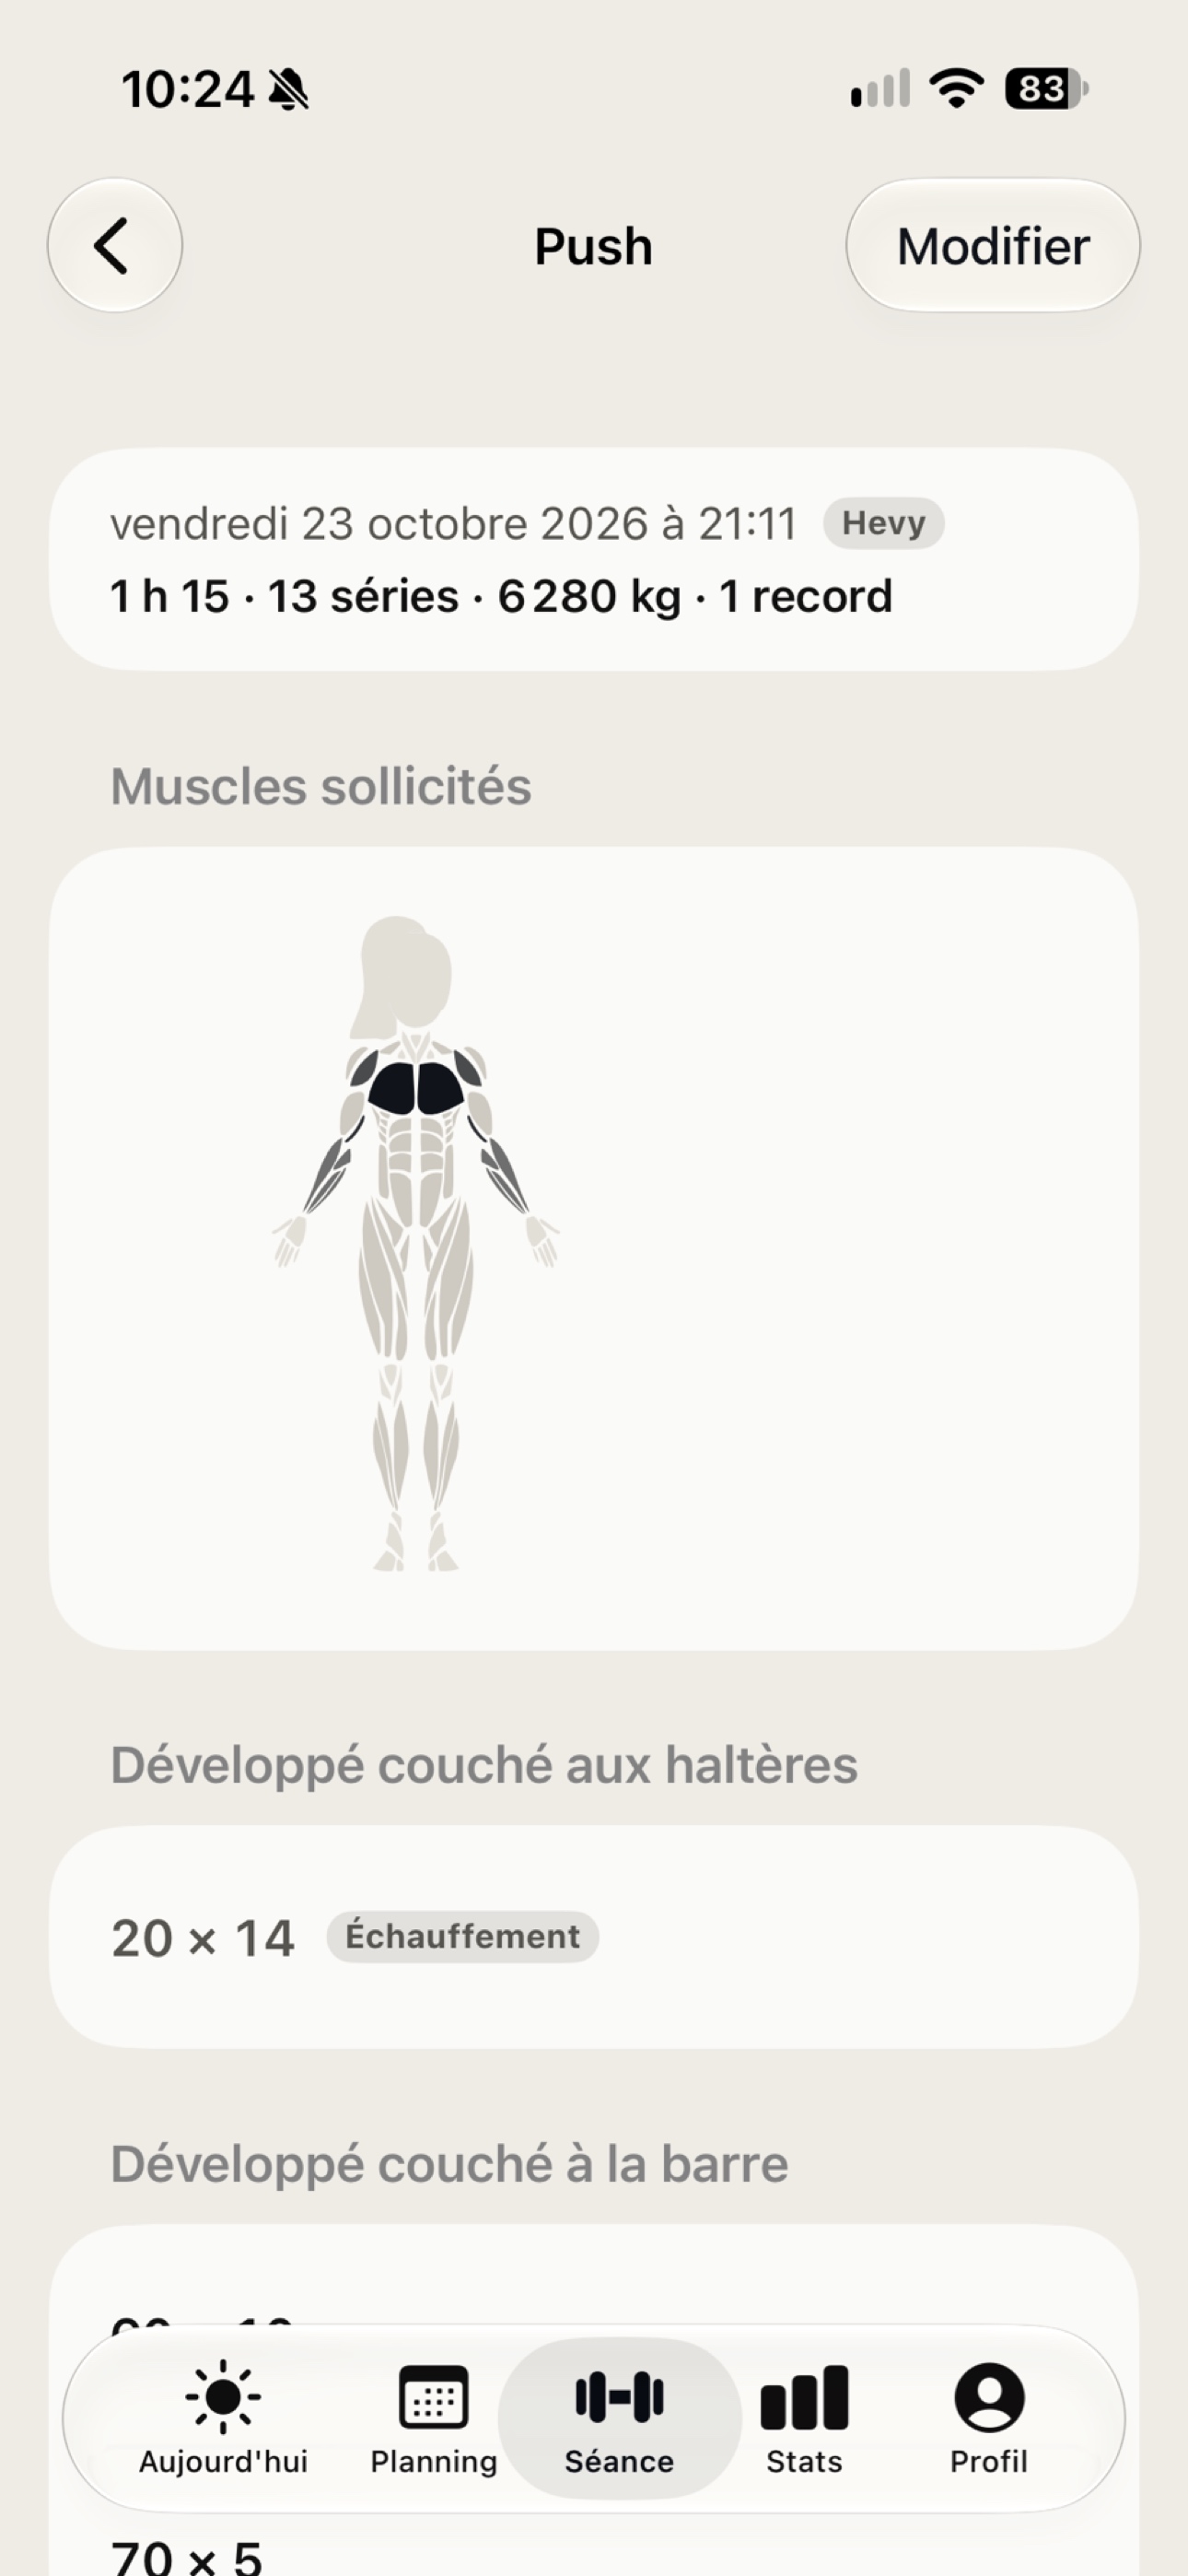 10:24
83
Push
Modifier
vendredi 23 octobre 2026 à 21:11 Hevy
1 h 15 · 13 séries · 6 280 kg · 1 record
Muscles sollicités
Développé couché aux haltères
20 × 14 Échauffement
Développé couché à la barre
Aujourd'hui
Planning
Séance
Stats
Profil
70 × 5